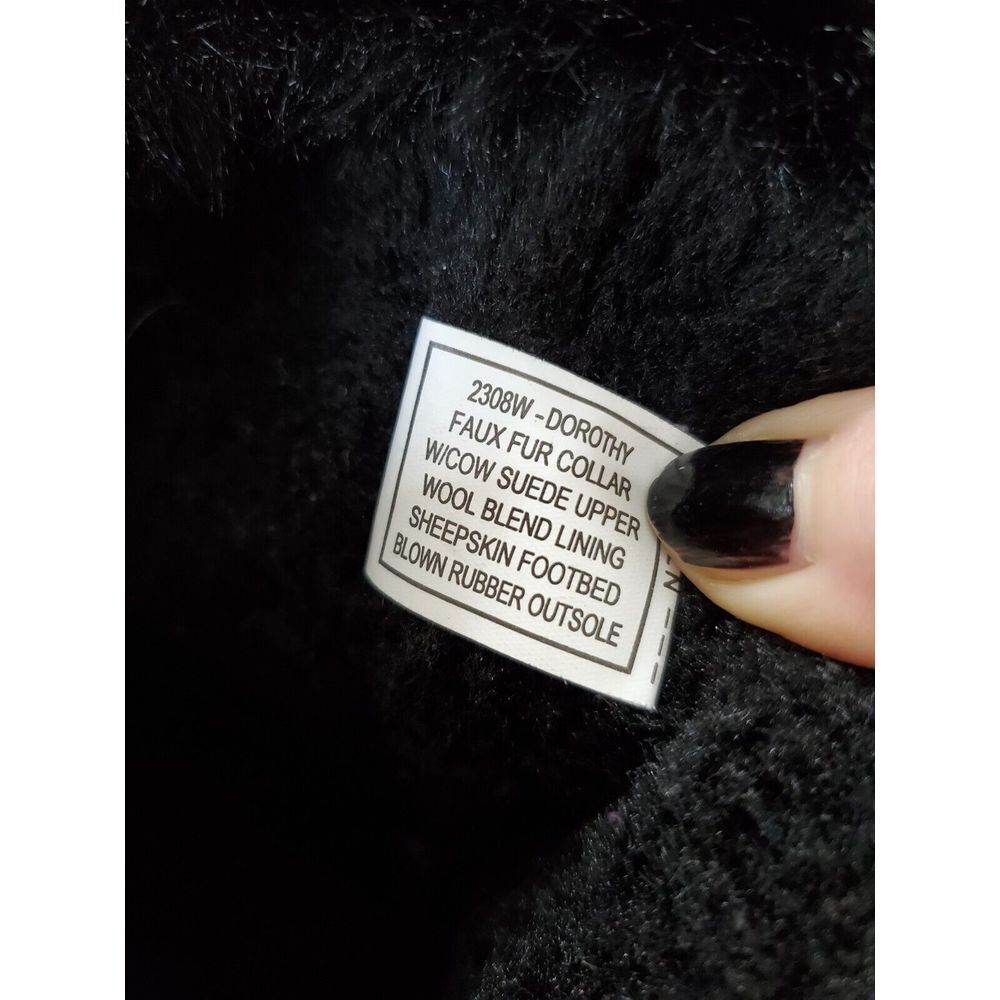 2308W - DOROTHY
FAUX FUR COLLAR
W/COW SUEDE UPPER
WOOL BLEND LINING
SHEEPSKIN FOOTBED
BLOWN RUBBER OUTSOLE